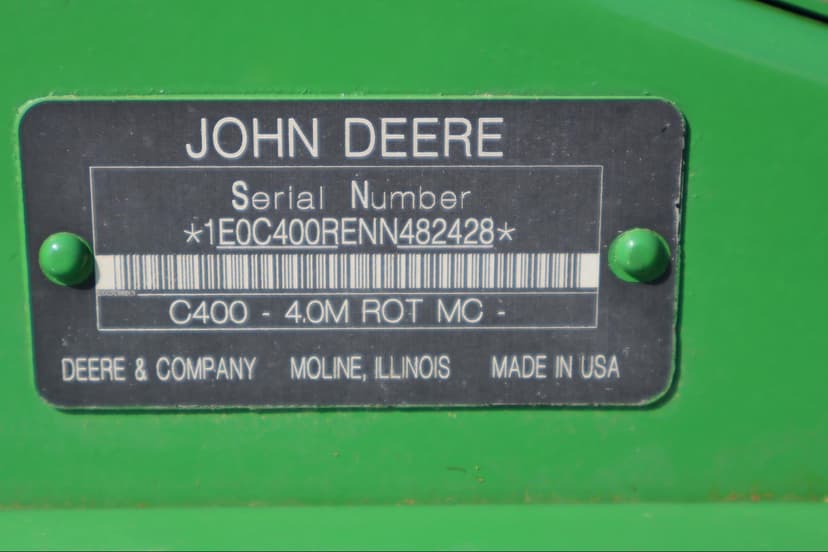 JOHN DEERE
Serial Number
*1E0C400RENN482428*
C400 - 4.0M ROT MC -
DEERE & COMPANY MOLINE, ILLINOIS MADE IN USA